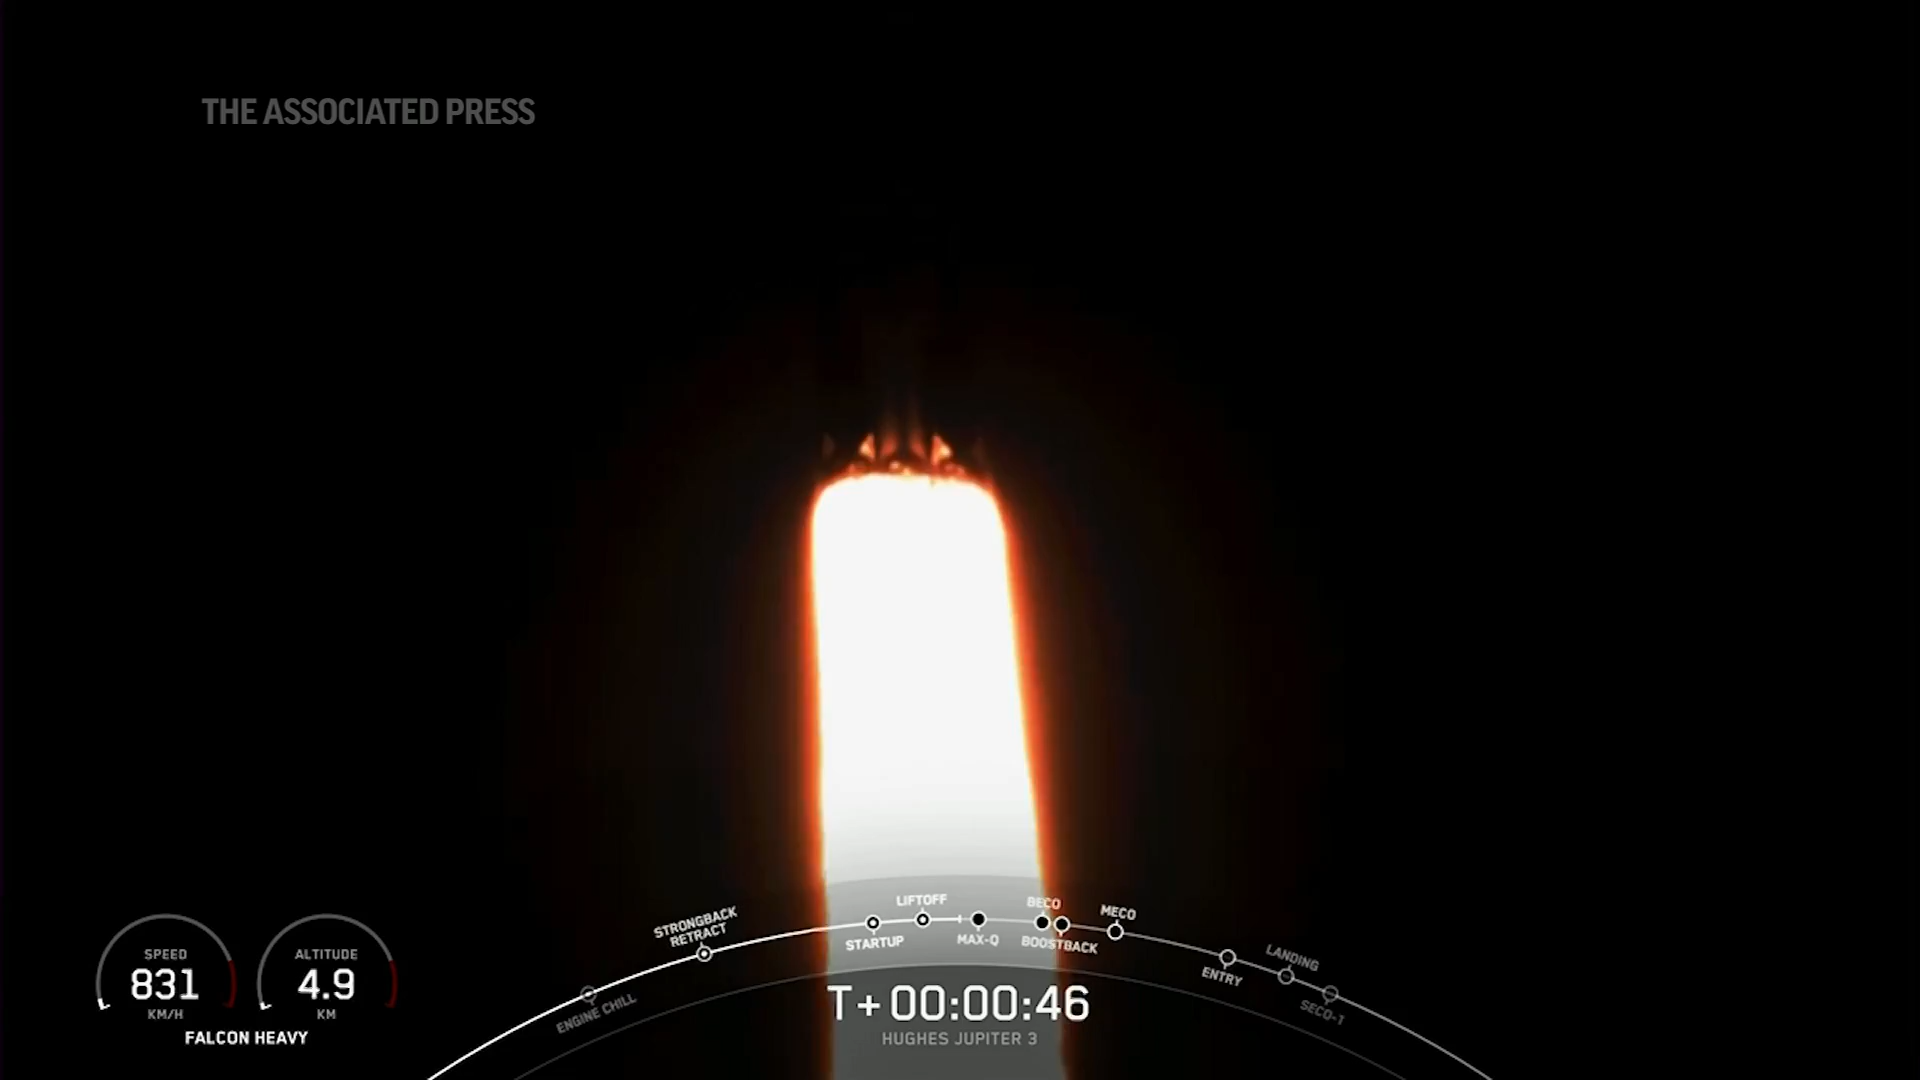 THE ASSOCIATED PRESS
STRONGBACK
RETRACT
LIFTOFF
BECO
MECO
LANDING
ENGINE CHILL
STARTUP
MAX-Q
BOOSTBACK
ENTRY
SECO-1
SPEED
831
KM/H
ALTITUDE
4.9
KM
FALCON HEAVY
T+00:00:46
HUGHES JUPITER 3